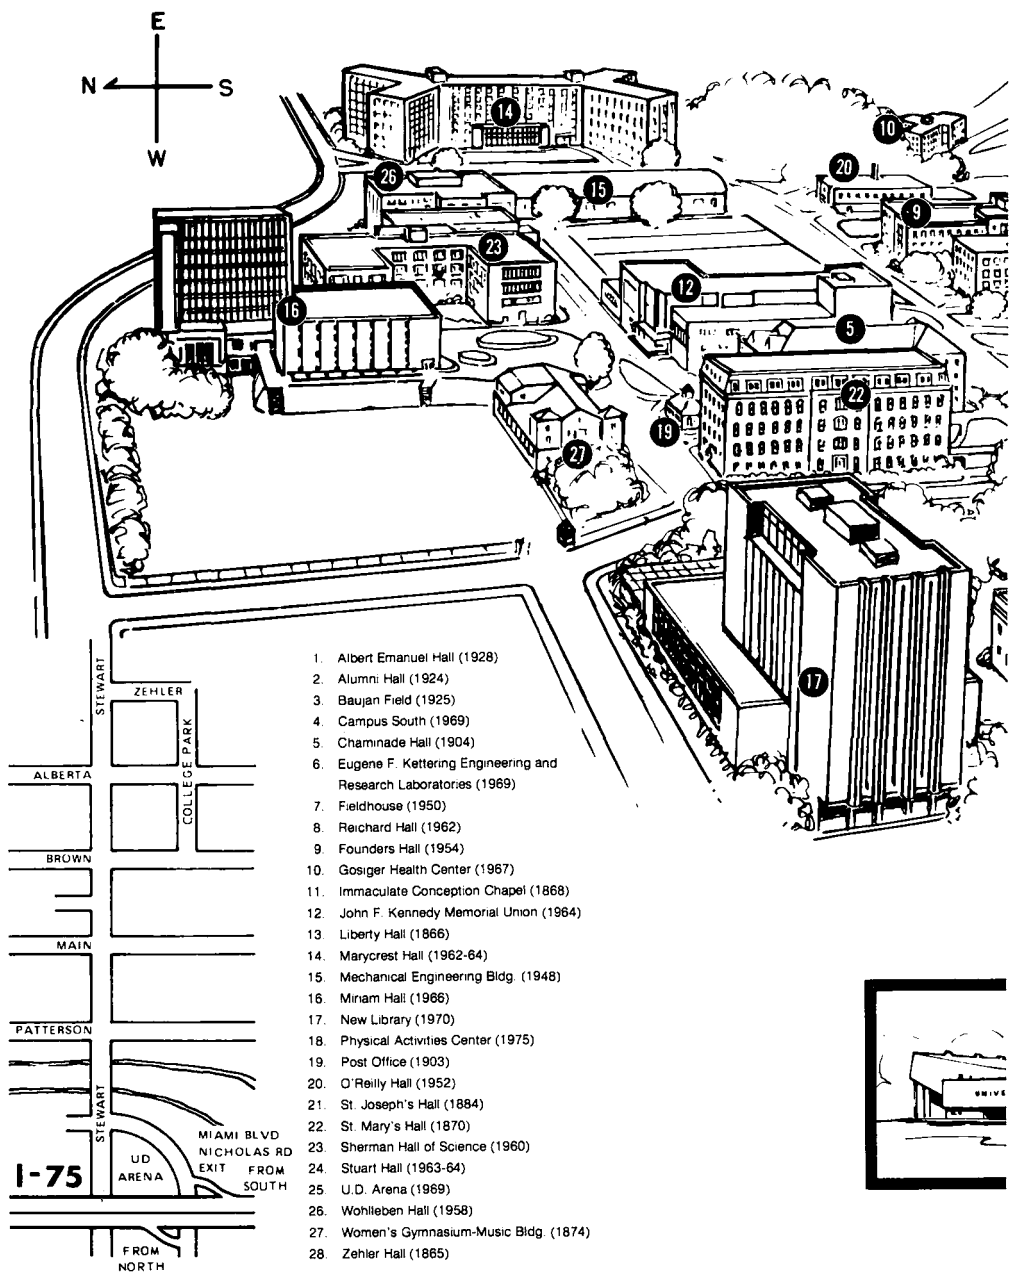 E
N S
W
14
10
26
15
20
9
23
12
16
5
22
19
27
17
STEWART
ZEHLER
COLLEGE PARK
ALBERTA
BROWN
MAIN
PATTERSON
STEWART
MIAMI BLVD
NICHOLAS RD
EXIT FROM
SOUTH
UD
ARENA
I-75
FROM
NORTH
1. Albert Emanuel Hall (1928)
2. Alumni Hall (1924)
3. Baujan Field (1925)
4. Campus South (1969)
5. Chaminade Hall (1904)
6. Eugene F. Kettering Engineering and
Research Laboratories (1969)
7. Fieldhouse (1950)
8. Reichard Hall (1962)
9. Founders Hall (1954)
10. Gosiger Health Center (1967)
11. Immaculate Conception Chapel (1868)
12. John F. Kennedy Memorial Union (1964)
13. Liberty Hall (1866)
14. Marycrest Hall (1962-64)
15. Mechanical Engineering Bldg. (1948)
16. Miriam Hall (1966)
17. New Library (1970)
18. Physical Activities Center (1975)
19. Post Office (1903)
20. O'Reilly Hall (1952)
21. St. Joseph's Hall (1884)
22. St. Mary's Hall (1870)
23. Sherman Hall of Science (1960)
24. Stuart Hall (1963-64)
25. U.D. Arena (1969)
26. Wohlleben Hall (1958)
27. Women's Gymnasium-Music Bldg. (1874)
28. Zehler Hall (1865)
UNIVE